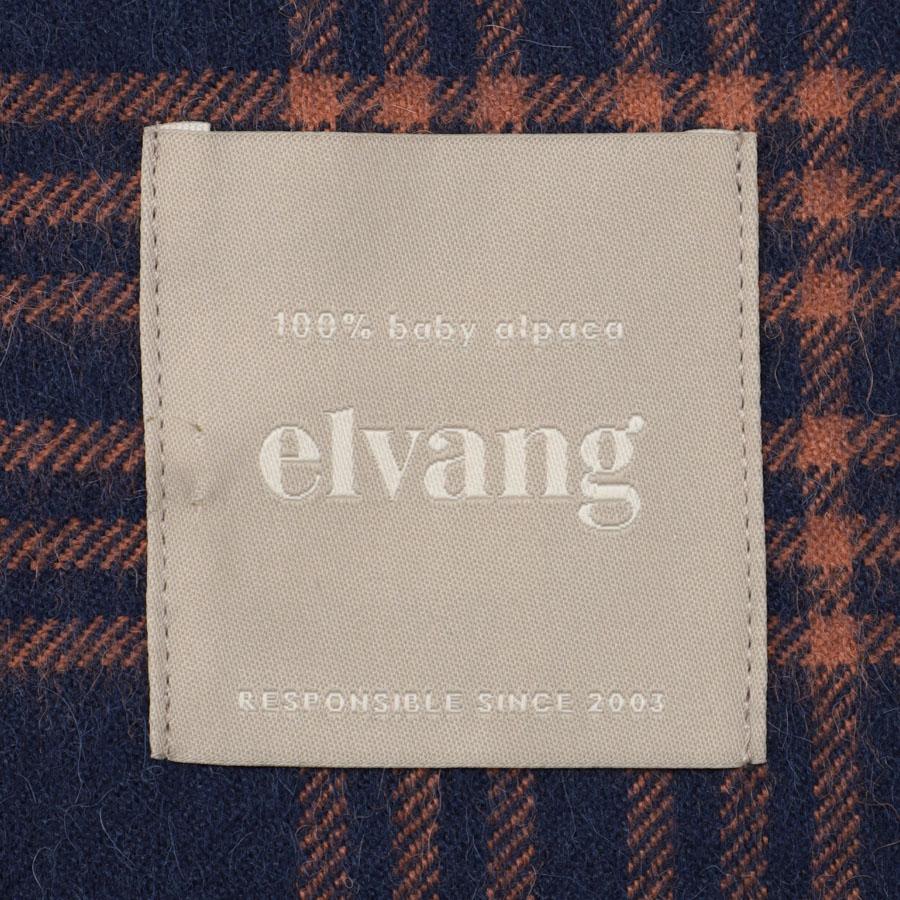 100% baby alpaca
elvang
RESPONSIBLE SINCE 2003